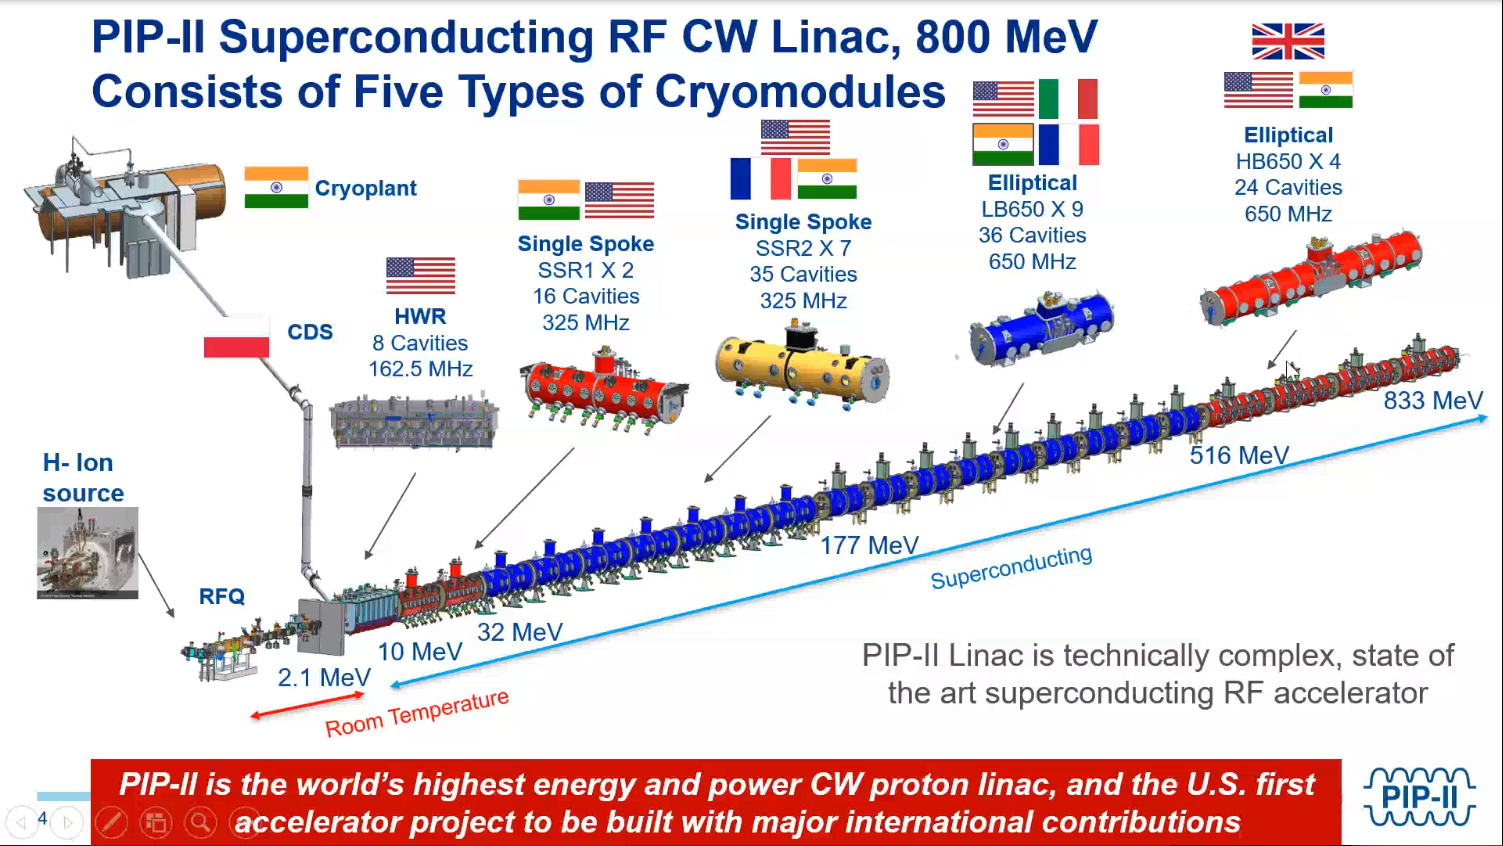 PIP-II Superconducting RF CW Linac, 800 MeV
Consists of Five Types of Cryomodules
Cryoplant
CDS
H- Ion
source
RFQ
HWR
8 Cavities
162.5 MHz
Single Spoke
SSR1 X 2
16 Cavities
325 MHz
Single Spoke
SSR2 X 7
35 Cavities
325 MHz
Elliptical
LB650 X 9
36 Cavities
650 MHz
Elliptical
HB650 X 4
24 Cavities
650 MHz
2.1 MeV
10 MeV
32 MeV
177 MeV
516 MeV
833 MeV
Room Temperature
Superconducting
PIP-II Linac is technically complex, state of
the art superconducting RF accelerator
PIP-II is the world's highest energy and power CW proton linac, and the U.S. first
accelerator project to be built with major international contributions
4
PIP-II